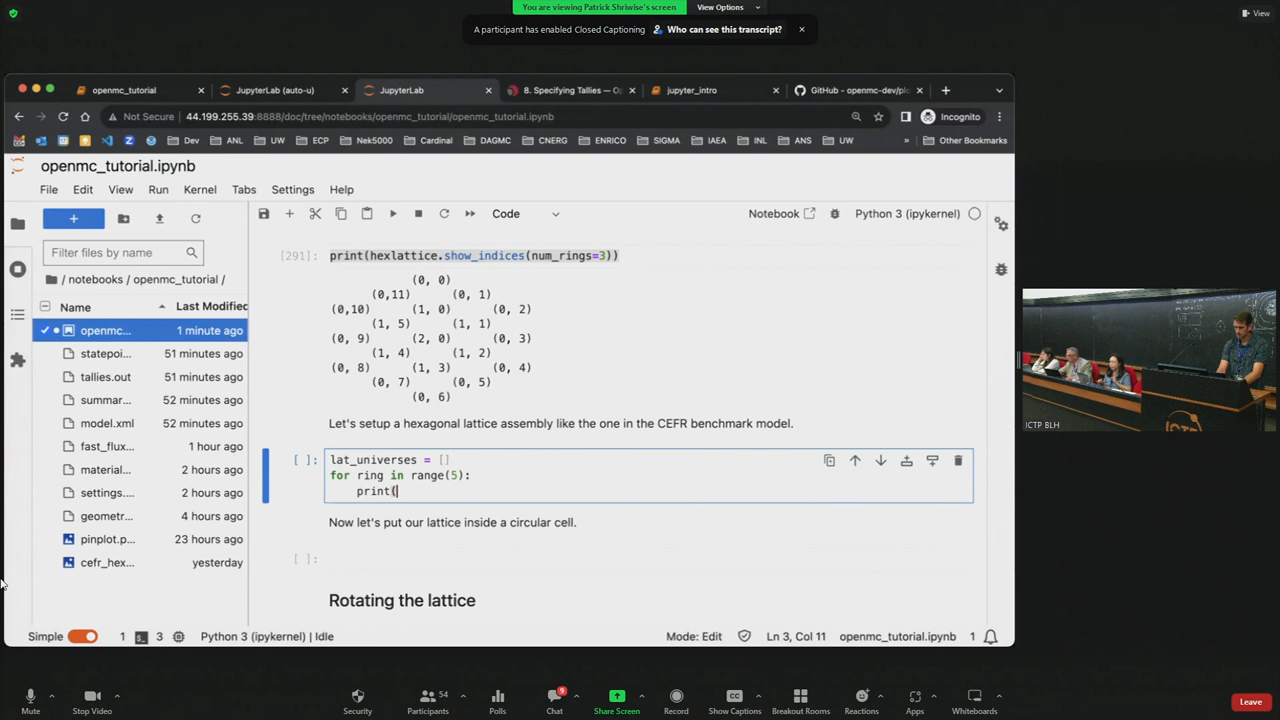 You are viewing Patrick Shriwise's screen
View Options
View
A participant has enabled Closed Captioning
Who can see this transcript?
openmc_tutorial
JupyterLab (auto-u)
JupyterLab
8. Specifying Tallies — O
jupyter_intro
GitHub - openmc-dev/plo
Not Secure
44.199.255.39:8888/doc/tree/notebooks/openmc_tutorial/openmc_tutorial.ipynb
Incognito
Dev
ANL
UW
ECP
Nek5000
Cardinal
DAGMC
CNERG
ENRICO
SIGMA
IAEA
INL
ANS
UW
»
Other Bookmarks
openmc_tutorial.ipynb
File Edit View Run Kernel Tabs Settings Help
Code
Notebook
Python 3 (ipykernel)
Filter files by name
/ notebooks / openmc_tutorial /
Name
Last Modified
openmc... 1 minute ago
statepoi... 51 minutes ago
tallies.out 51 minutes ago
summar... 52 minutes ago
model.xml 52 minutes ago
fast_flux... 1 hour ago
material... 2 hours ago
settings.... 2 hours ago
geometr... 4 hours ago
pinplot.p... 23 hours ago
cefr_hex... yesterday
[291]: print(hexlattice.show_indices(num_rings=3))
(0, 0)
(0,11) (0, 1)
(0,10) (1, 0) (0, 2)
(1, 5) (1, 1)
(0, 9) (2, 0) (0, 3)
(1, 4) (1, 2)
(0, 8) (1, 3) (0, 4)
(0, 7) (0, 5)
(0, 6)
Let's setup a hexagonal lattice assembly like the one in the CEFR benchmark model.
[ ]: lat_universes = []
for ring in range(5):
print(
Now let's put our lattice inside a circular cell.
[ ]:
Rotating the lattice
Simple
1
3
Python 3 (ipykernel) | Idle
Mode: Edit
Ln 3, Col 11
openmc_tutorial.ipynb
1
ICTP BLH
ICTP
Mute
Stop Video
Security
54
Participants
Polls
9
Chat
Share Screen
Record
Show Captions
Breakout Rooms
Reactions
Apps
Whiteboards
Leave